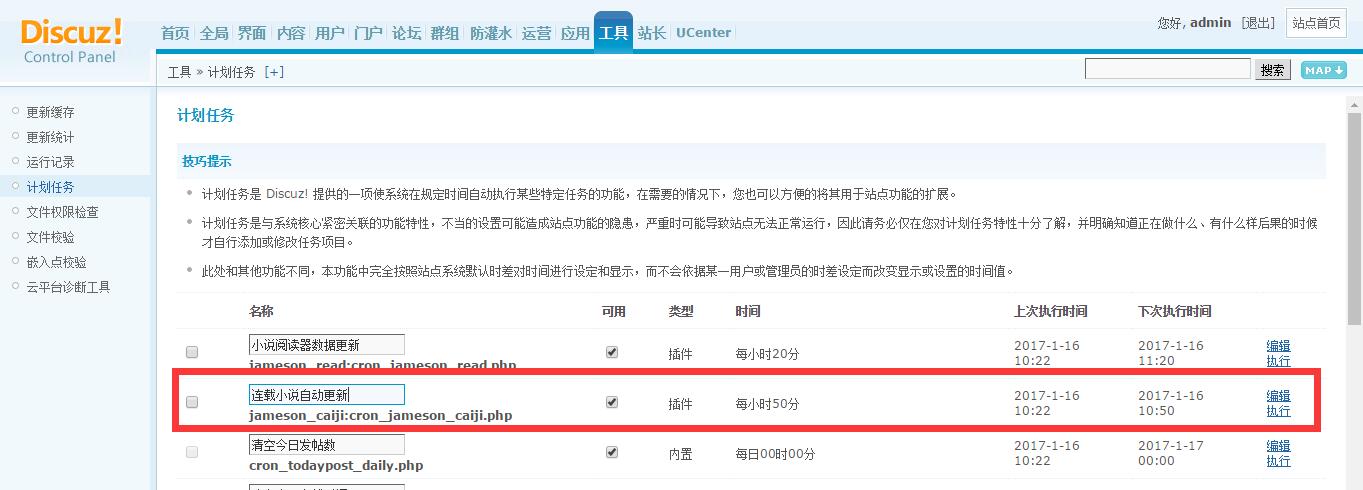 Discuz!
Control Panel
首页 全局 界面 内容 用户 门户 论坛 群组 防灌水 运营 应用 工具 站长 UCenter
您好, admin [退出] 站点首页
工具 » 计划任务 [+]
搜索 MAP
更新缓存
更新统计
运行记录
计划任务
文件权限检查
文件校验
嵌入点校验
云平台诊断工具
计划任务
技巧提示
计划任务是 Discuz! 提供的一项使系统在规定时间自动执行某些特定任务的功能，在需要的情况下，您也可以方便的将其用于站点功能的扩展。
计划任务是与系统核心紧密关联的功能特性，不当的设置可能造成站点功能的隐患，严重时可能导致站点无法正常运行，因此请务必仅在您对计划任务特性十分了解，并明确知道正在做什么、有什么样后果的时候
才自行添加或修改任务项目。
此处和其他功能不同，本功能中完全按照站点系统默认时差对时间进行设定和显示，而不会依据某一用户或管理员的时差设定而改变显示或设置的时间值。
名称 可用 类型 时间 上次执行时间 下次执行时间
小说阅读器数据更新
jameson_read:cron_jameson_read.php
插件 每小时20分
2017-1-16 2017-1-16 编辑
10:22 11:20 执行
连载小说自动更新
jameson_caiji:cron_jameson_caiji.php
插件 每小时50分
2017-1-16 2017-1-16 编辑
10:22 10:50 执行
清空今日发帖数
cron_todaypost_daily.php
内置 每日00时00分
2017-1-16 2017-1-17 编辑
10:22 00:00 执行